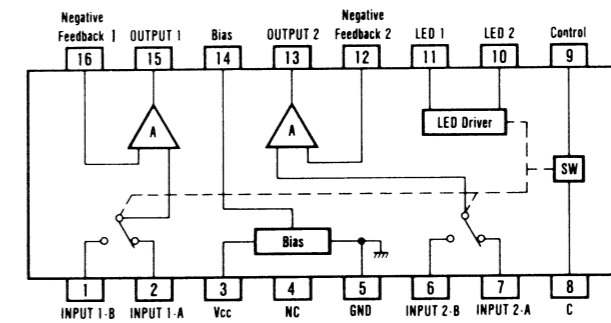 Negative
Feedback 1
OUTPUT 1
Bias
OUTPUT 2
Negative
Feedback 2
LED 1
LED 2
Control
16
15
14
13
12
11
10
9
A
A
LED Driver
SW
Bias
1
2
3
4
5
6
7
8
INPUT 1-B
INPUT 1-A
Vcc
NC
GND
INPUT 2-B
INPUT 2-A
C